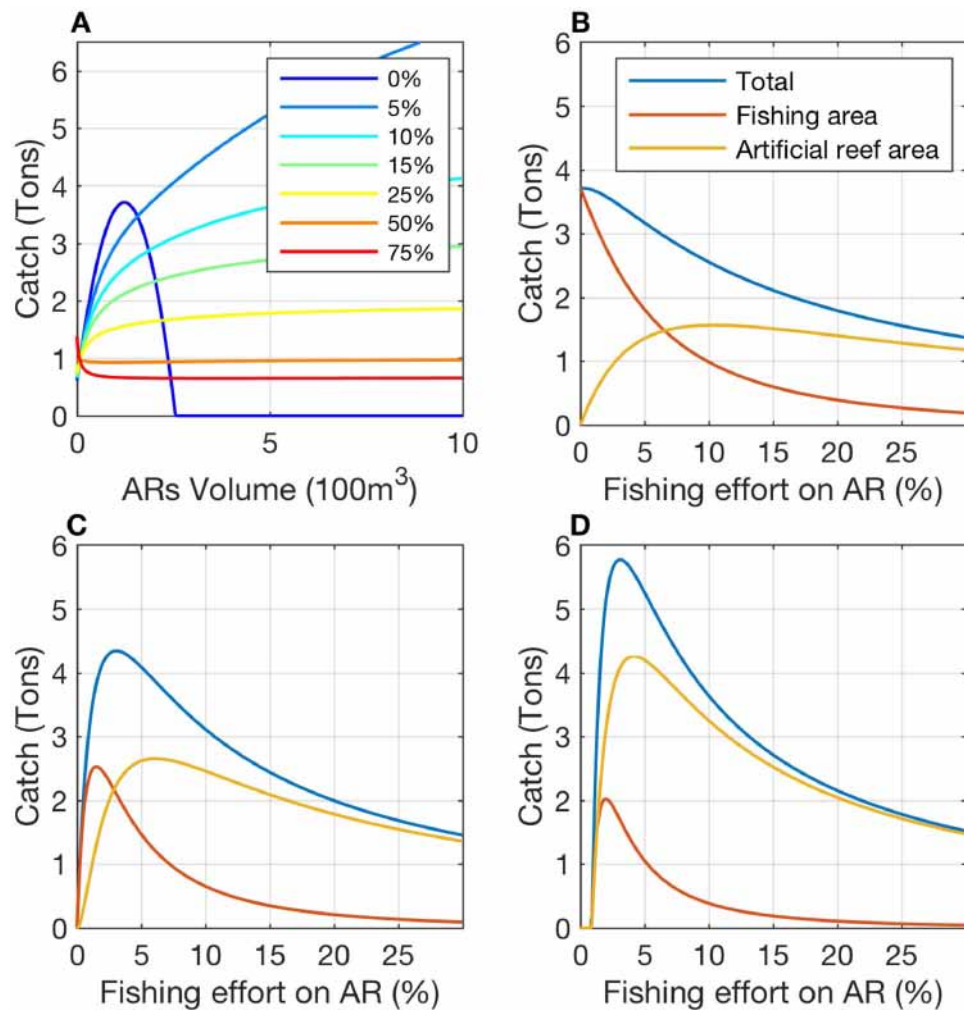 A
Catch (Tons)
6
5
4
3
2
1
0
0%
5%
10%
15%
25%
50%
75%
0 5 10
ARs Volume (100m³)
B
Catch (Tons)
6
5
4
3
2
1
0
Total
Fishing area
Artificial reef area
0 5 10 15 20 25
Fishing effort on AR (%)
C
Catch (Tons)
6
5
4
3
2
1
0
0 5 10 15 20 25
Fishing effort on AR (%)
D
Catch (Tons)
6
5
4
3
2
1
0
0 5 10 15 20 25
Fishing effort on AR (%)